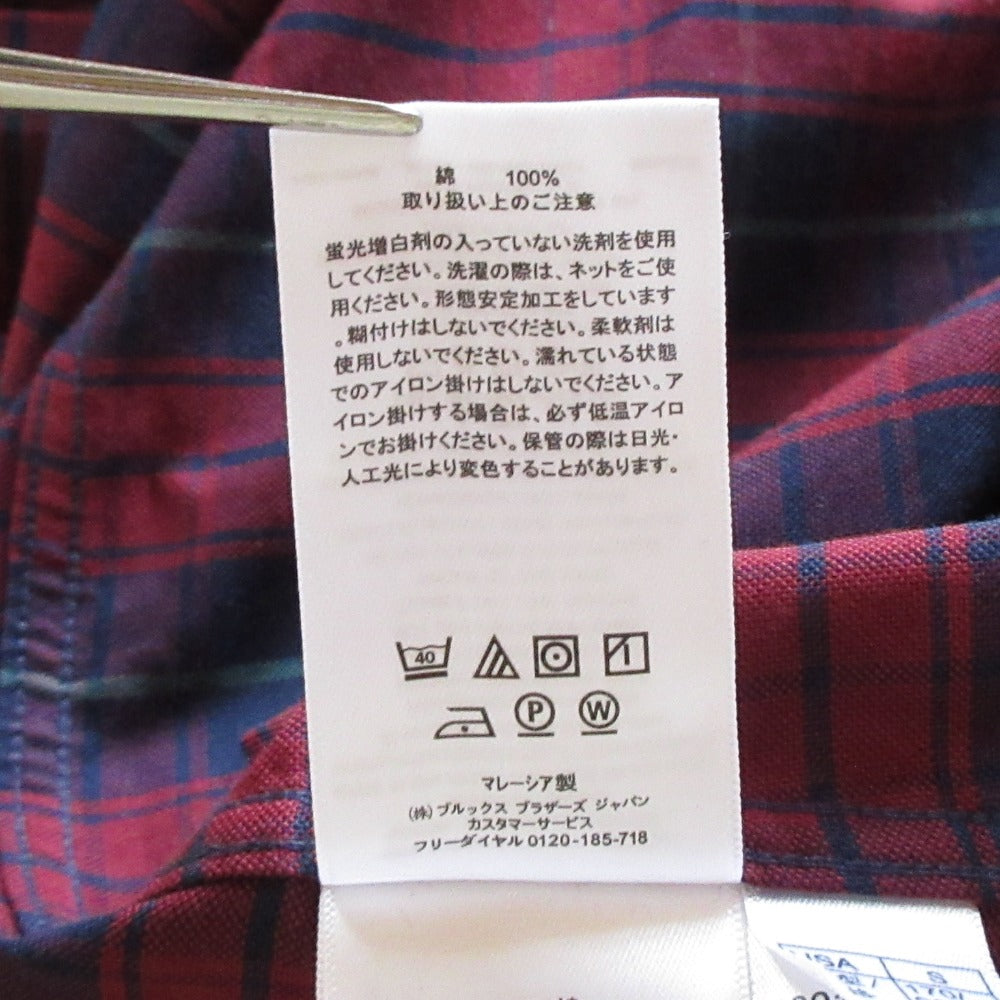 綿 100%
取り扱い上のご注意
蛍光増白剤の入っていない洗剤を使用
してください。洗濯の際は、ネットをご使
用ください。形態安定加工をしています
。糊付けはしないでください。柔軟剤は
使用しないでください。濡れている状態
でのアイロン掛けはしないでください。ア
イロン掛けする場合は、必ず低温アイロ
ンでお掛けください。保管の際は日光・
人工光により変色することがあります。
40
P W
マレーシア製
(株) ブルックス ブラザーズ ジャパン
カスタマーサービス
フリーダイヤル 0120-185-718
USA S